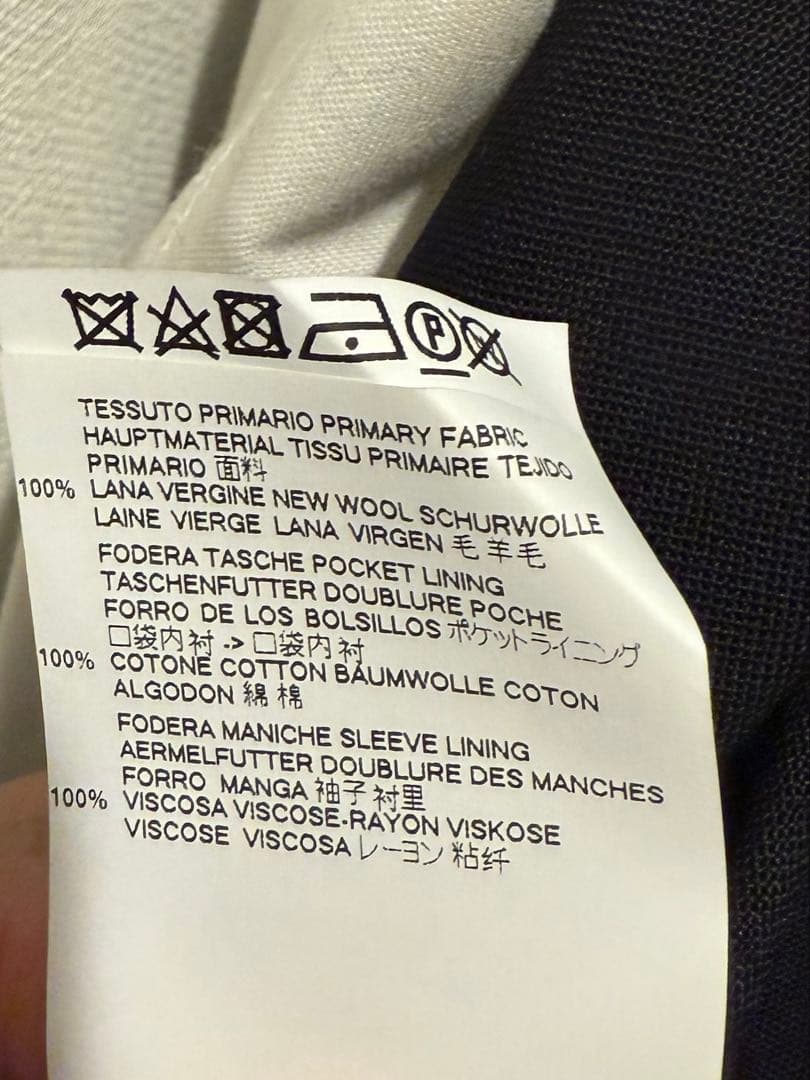 P
TESSUTO PRIMARIO PRIMARY FABRIC
HAUPTMATERIAL TISSU PRIMAIRE TEJIDO
PRIMARIO 面料
100% LANA VERGINE NEW WOOL SCHURWOLLE
LAINE VIERGE LANA VIRGEN 毛 羊毛
FODERA TASCHE POCKET LINING
TASCHENFUTTER DOUBLURE POCHE
FORRO DE LOS BOLSILLOS ポケットライニング
口袋内衬 -> 口袋内衬
100% COTONE COTTON BAUMWOLLE COTON
ALGODON 綿 棉
FODERA MANICHE SLEEVE LINING
AERMELFUTTER DOUBLURE DES MANCHES
FORRO MANGA 袖子 衬里
100% VISCOSA VISCOSE-RAYON VISKOSE
VISCOSE VISCOSA レーヨン 粘纤